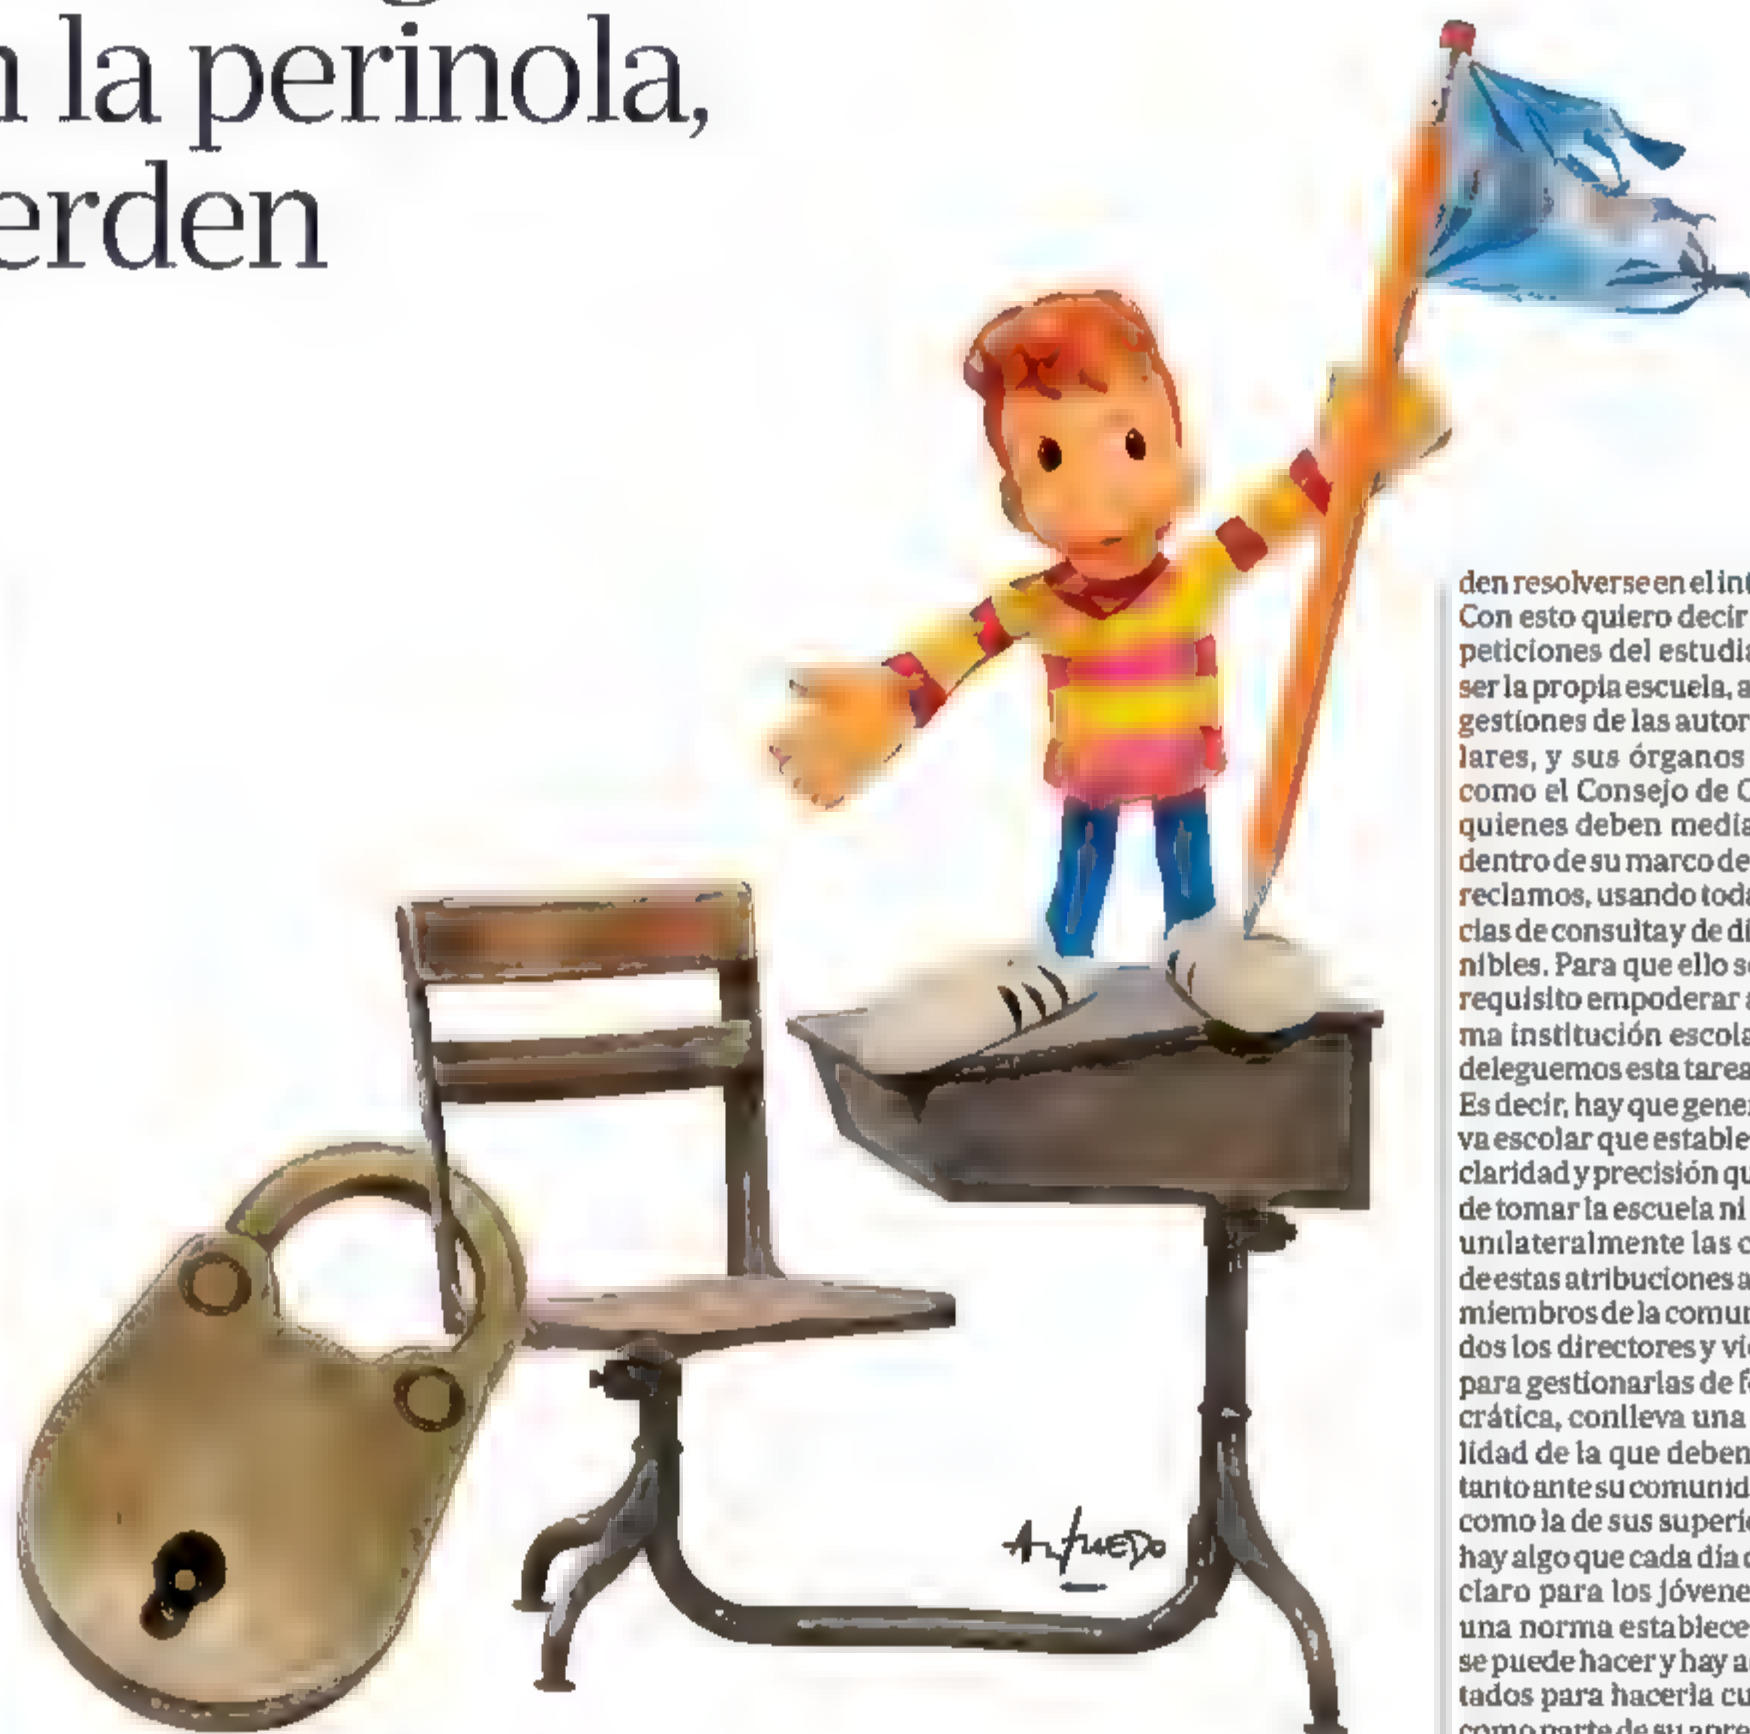 la perinola,
erden
den resolverse en el int
Con esto quiero decir
peticiones del estudia
ser la propia escuela, a
gestiones de las autor
lares, y sus órganos
como el Consejo de C
quienes deben media
dentro de su marco de
reclamos, usando toda
cias de consulta y de di
nibles. Para que ello s
requisito empoderar a
ma institución escola
deleguemos esta tarea
Es decir, hay que gene
va escolar que estable
claridad y precisión qu
de tomar la escuela ni
unilateralmente las c
de estas atribuciones a
miembros de la comu
dos los directores y vi
para gestionarlas de f
crática, conlleva una
lidad de la que deben
tanto ante su comunid
como la de sus superi
hay algo que cada día
claro para los jóvene
una norma establece
se puede hacer y hay a
tados para hacerla cu
como parte de su apre